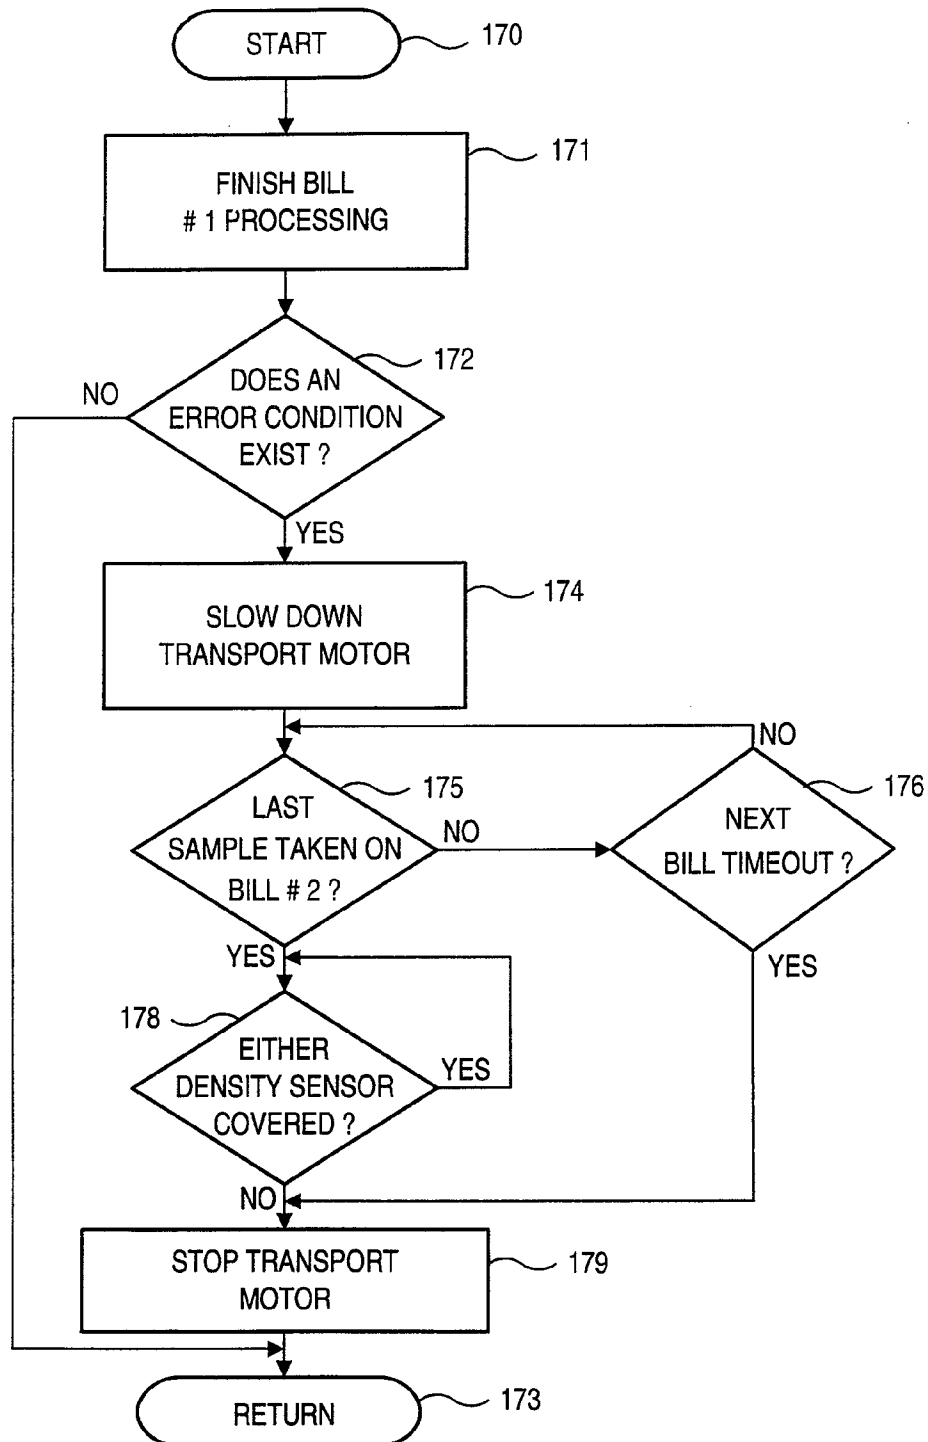 START
170
FINISH BILL
# 1 PROCESSING
171
DOES AN
ERROR CONDITION
EXIST ?
172
NO
YES
SLOW DOWN
TRANSPORT MOTOR
174
LAST
SAMPLE TAKEN ON
BILL # 2 ?
175
NO
NEXT
BILL TIMEOUT ?
176
NO
YES
YES
EITHER
DENSITY SENSOR
COVERED ?
178
YES
NO
STOP TRANSPORT
MOTOR
179
RETURN
173